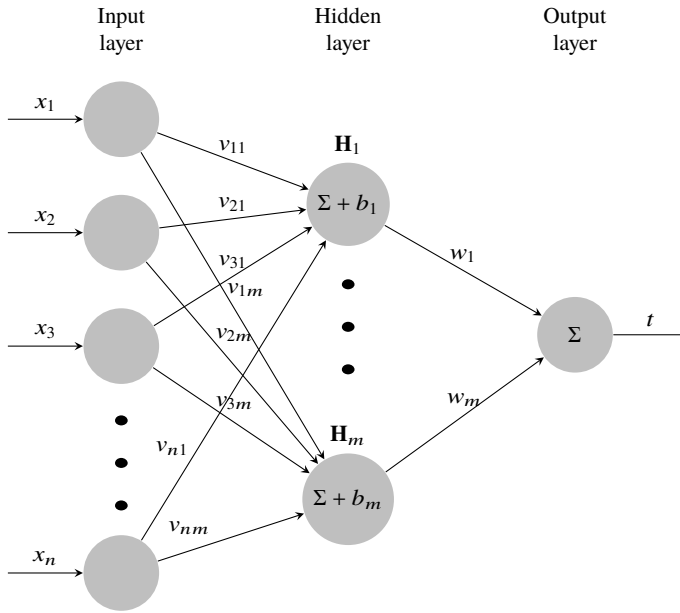 Input
layer
Hidden
layer
Output
layer
x₁
v₁₁
H₁
Σ + b₁
x₂
v₂₁
w₁
v₃₁
v₁ₘ
x₃
v₂ₘ
Σ
t
v₃ₘ
wₘ
Hₘ
vₙ₁
Σ + bₘ
vₙₘ
xₙ